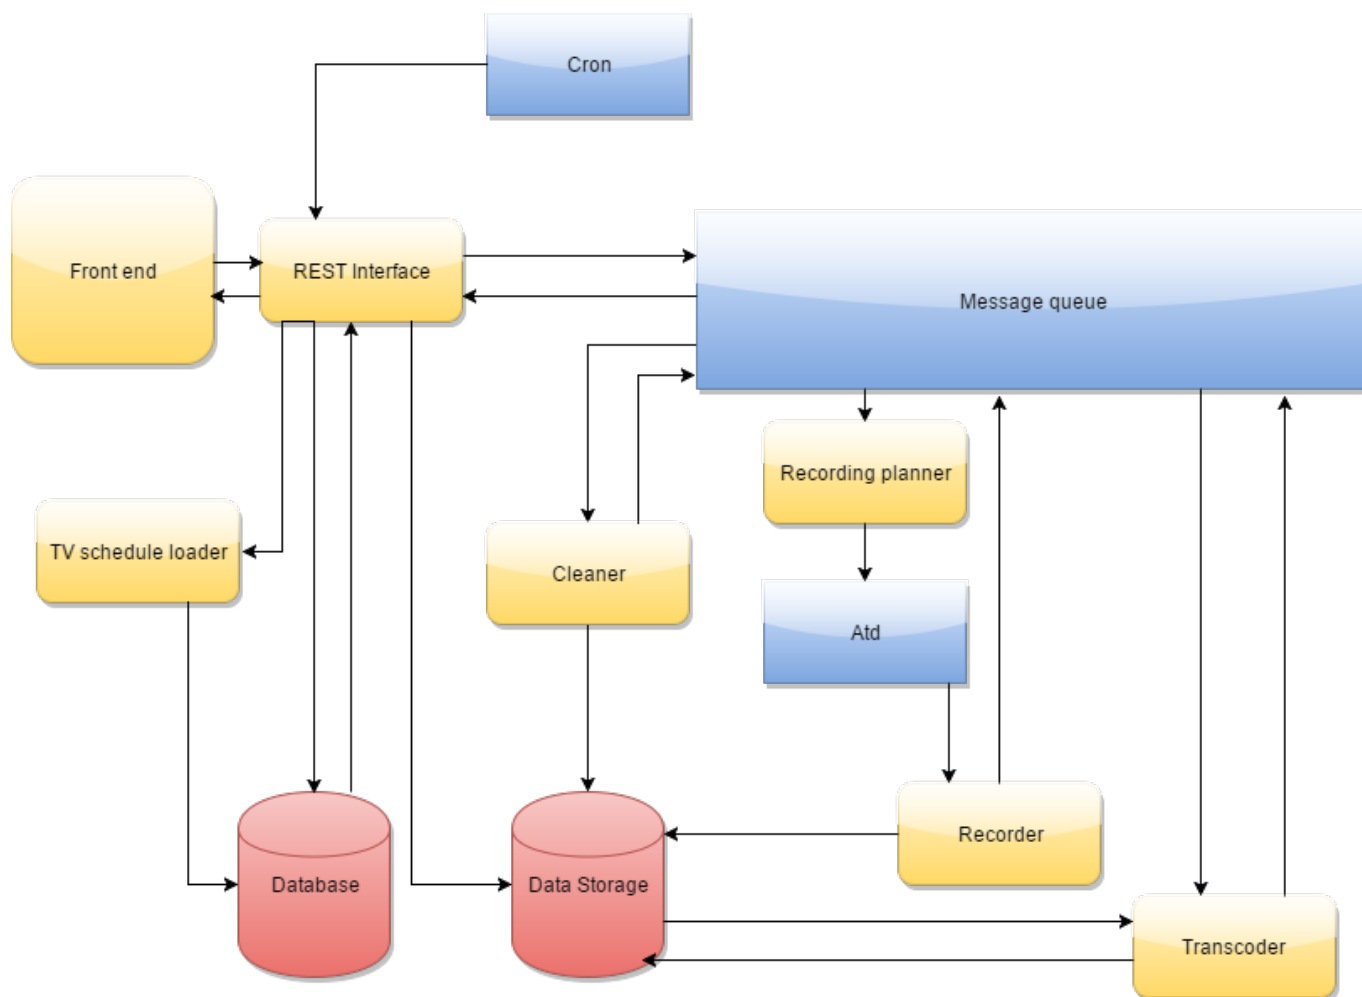 Cron
Front end
REST Interface
Message queue
Recording planner
TV schedule loader
Cleaner
Atd
Recorder
Database
Data Storage
Transcoder